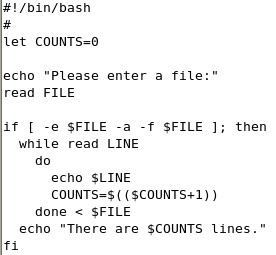 #!/bin/bash
#
let COUNTS=0

echo "Please enter a file:"
read FILE

if [ -e $FILE -a -f $FILE ]; then
  while read LINE
    do
      echo $LINE
      COUNTS=$(($COUNTS+1))
    done < $FILE
  echo "There are $COUNTS lines."
fi